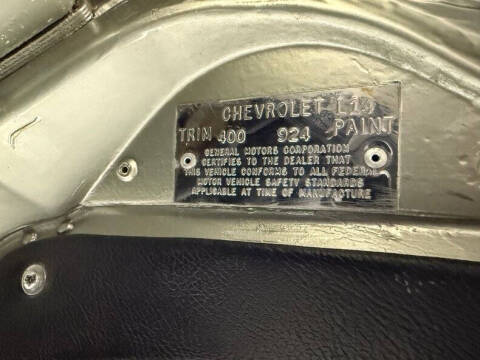 CHEVROLET
TRIM 400 924 PAINT
GENERAL MOTORS CORPORATION
CERTIFIES TO THE DEALER THAT
THIS VEHICLE CONFORMS TO ALL FEDERAL
MOTOR VEHICLE SAFETY STANDARDS
APPLICABLE AT TIME OF MANUFACTURE